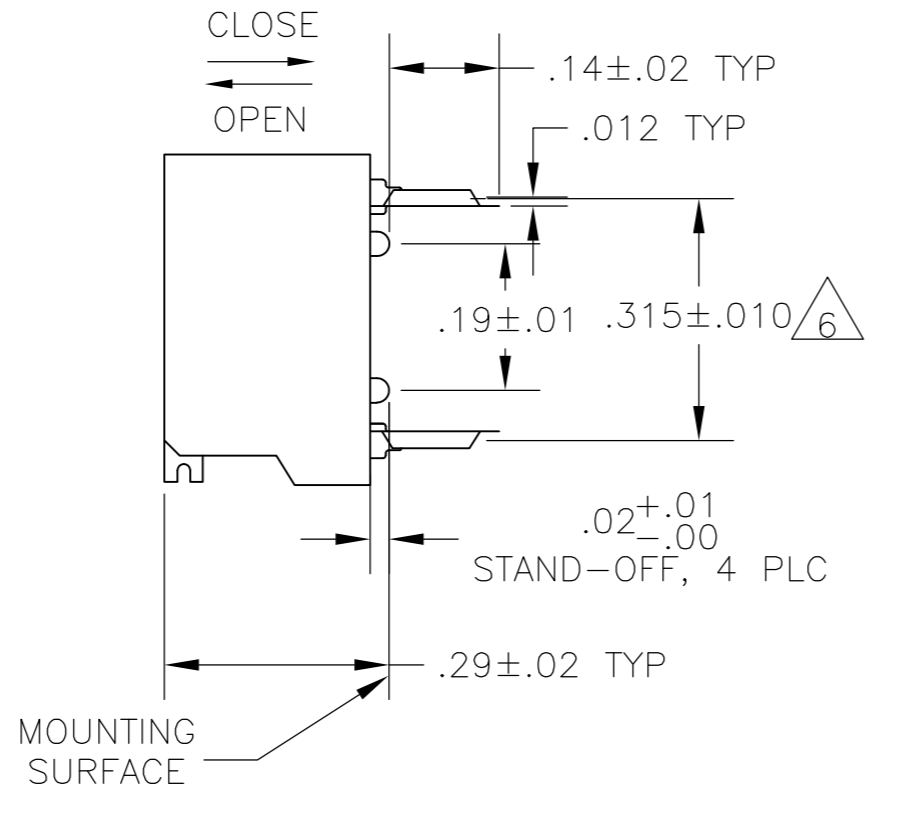 CLOSE
OPEN
.14±.02 TYP
.012 TYP
.19±.01
.315±.010
6
.02+.01
-.00
STAND-OFF, 4 PLC
.29±.02 TYP
MOUNTING
SURFACE